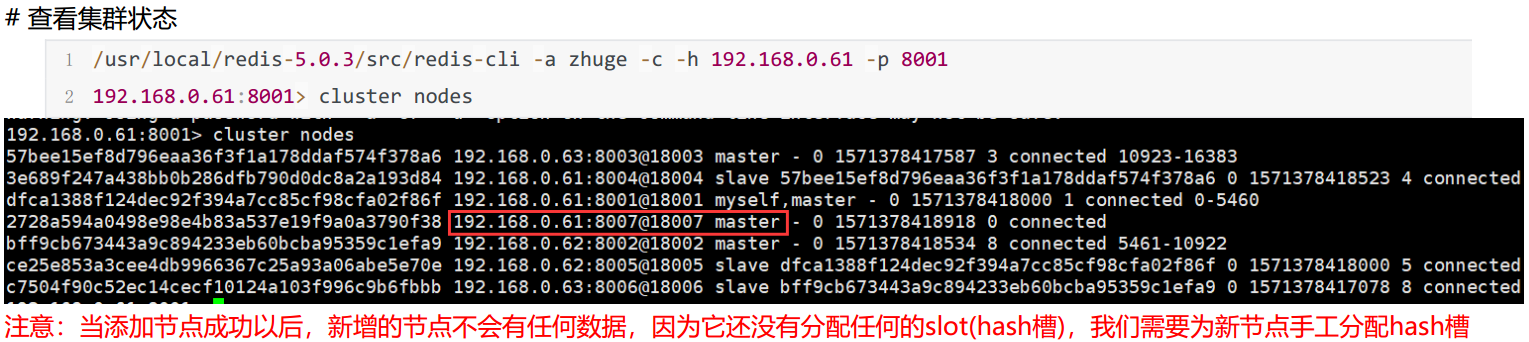 # 查看集群状态
1 /usr/local/redis-5.0.3/src/redis-cli -a zhuge -c -h 192.168.0.61 -p 8001
2 192.168.0.61:8001> cluster nodes
192.168.0.61:8001> cluster nodes
57bee15ef8d796eaa36f3f1a178ddaf574f378a6 192.168.0.63:8003@18003 master - 0 1571378417587 3 connected 10923-16383
3e689f247a438bb0b286dfb790d0dc8a2a193d84 192.168.0.61:8004@18004 slave 57bee15ef8d796eaa36f3f1a178ddaf574f378a6 0 1571378418523 4 connected
dfca1388f124dec92f394a7cc85cf98cfa02f86f 192.168.0.61:8001@18001 myself,master - 0 1571378418000 1 connected 0-5460
2728a594a0498e98e4b83a537e19f9a0a3790f38 192.168.0.61:8007@18007 master - 0 1571378418918 0 connected
bff9cb673443a9c894233eb60bcba95359c1efa9 192.168.0.62:8002@18002 master - 0 1571378418534 8 connected 5461-10922
ce25e853a3cee4db9966367c25a93a06abe5e70e 192.168.0.62:8005@18005 slave dfca1388f124dec92f394a7cc85cf98cfa02f86f 0 1571378418000 5 connected
c7504f90c52ec14cecf10124a103f996c9b6fbbb 192.168.0.63:8006@18006 slave bff9cb673443a9c894233eb60bcba95359c1efa9 0 1571378417078 8 connected
注意：当添加节点成功以后，新增的节点不会有任何数据，因为它还没有分配任何的slot(hash槽)，我们需要为新节点手工分配hash槽